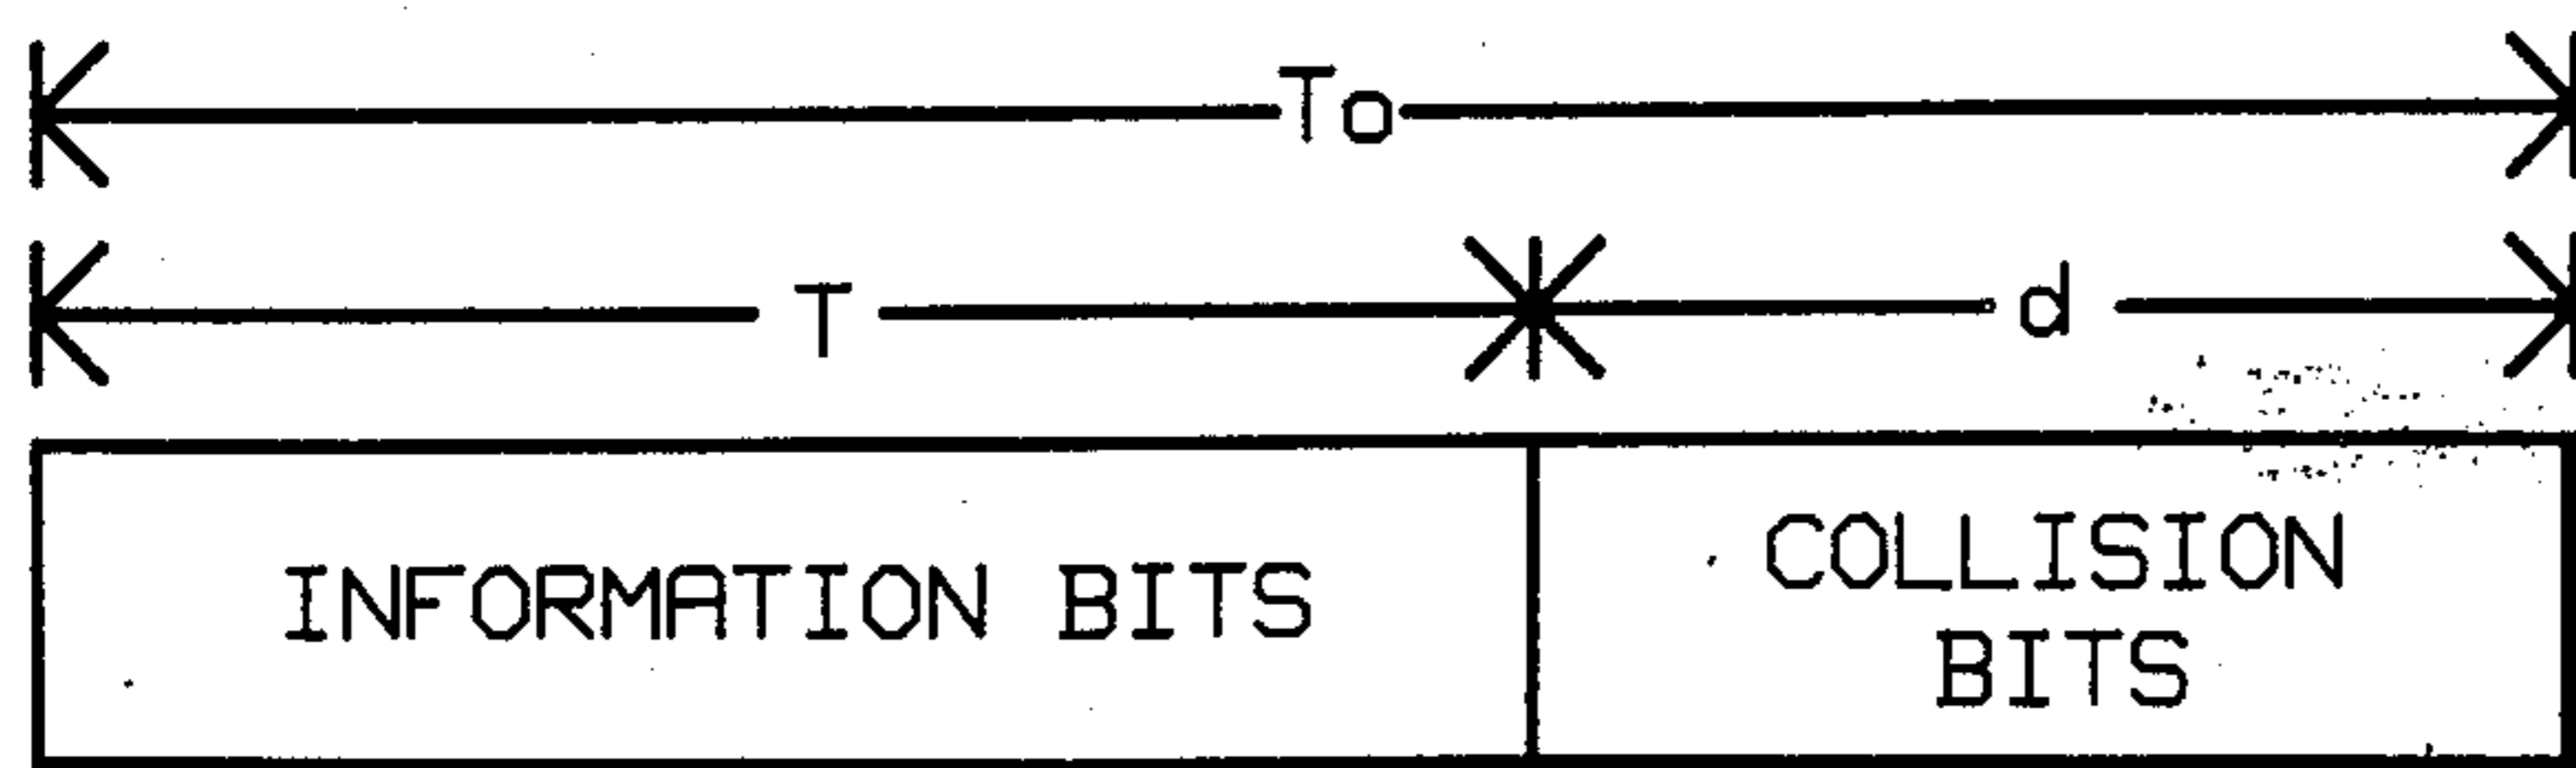 To
T d
INFORMATION BITS
COLLISION
BITS